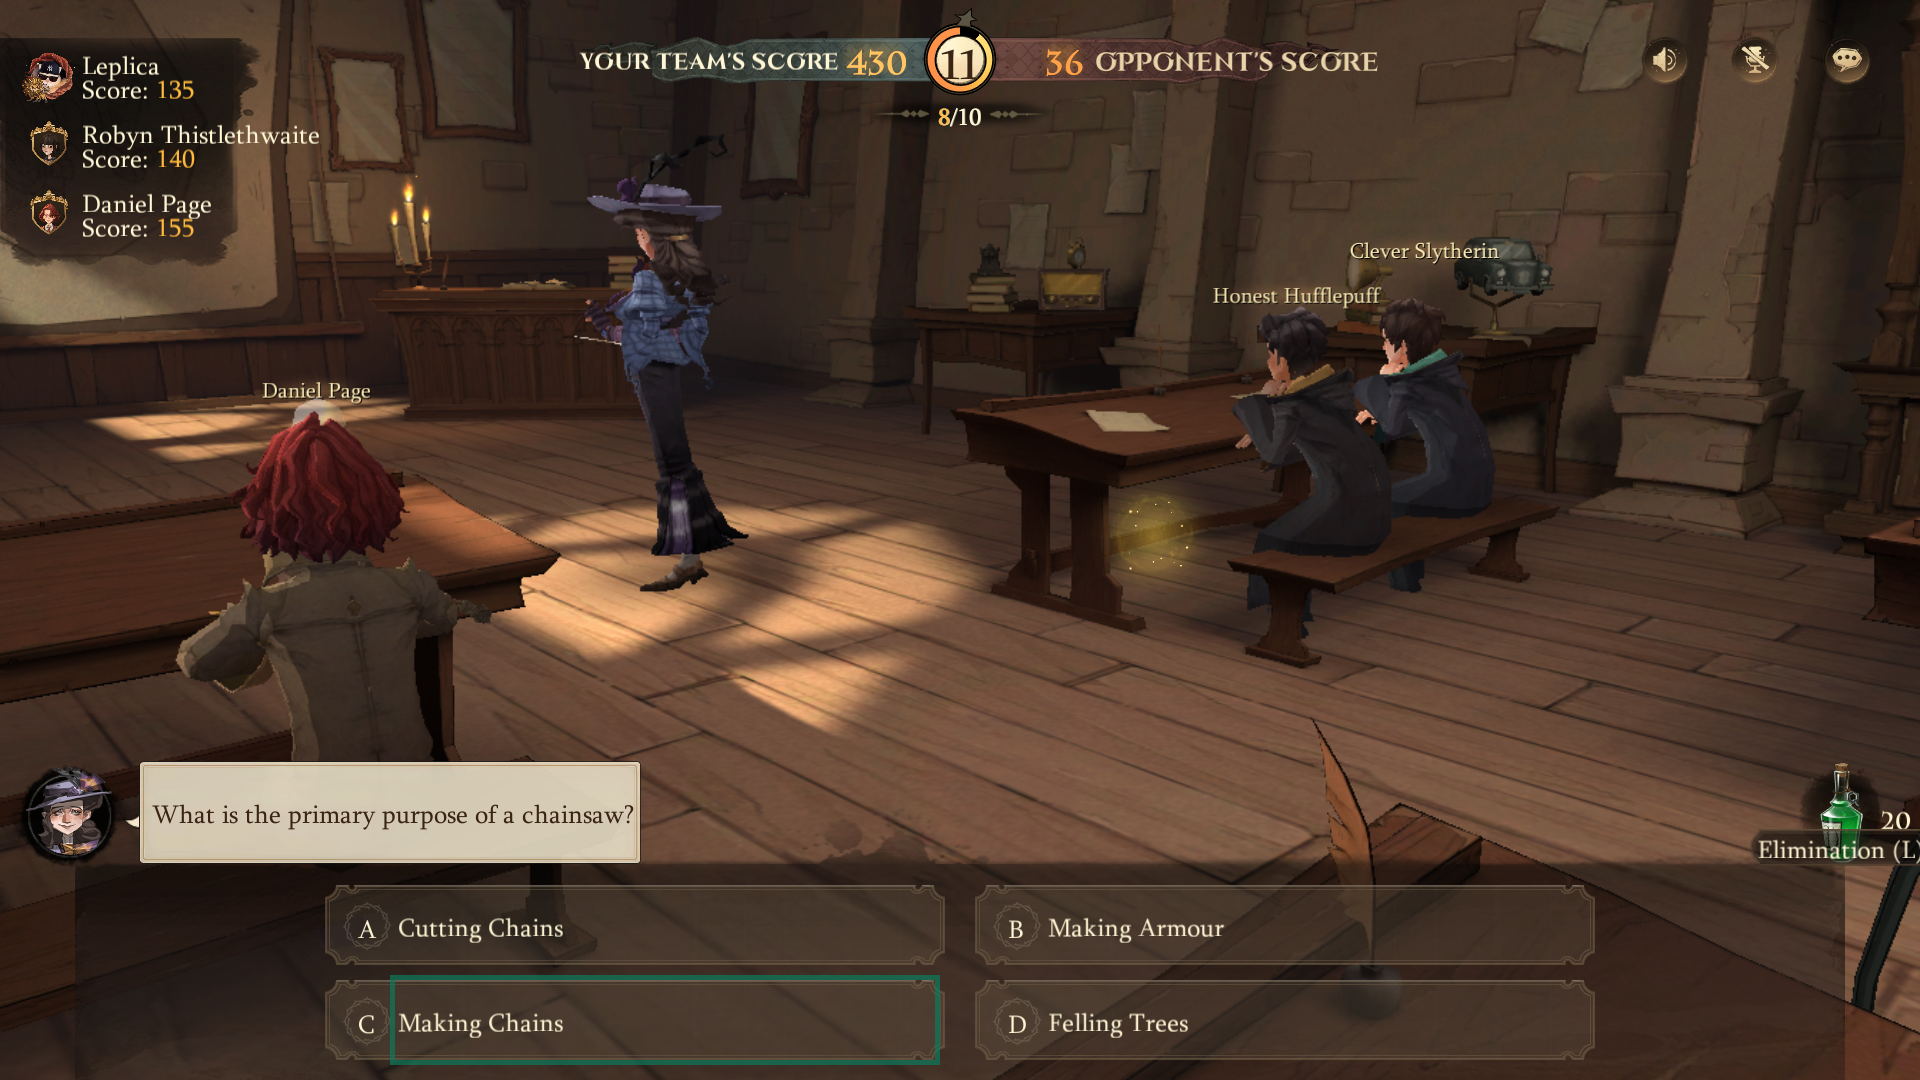 Leplica
Score: 135
Robyn Thistlethwaite
Score: 140
Daniel Page
Score: 155
YOUR TEAM'S SCORE 430
11
36 OPPONENT'S SCORE
8/10
Clever Slytherin
Honest Hufflepuff
Daniel Page
What is the primary purpose of a chainsaw?
20
Elimination (L)
A Cutting Chains
B Making Armour
C Making Chains
D Felling Trees